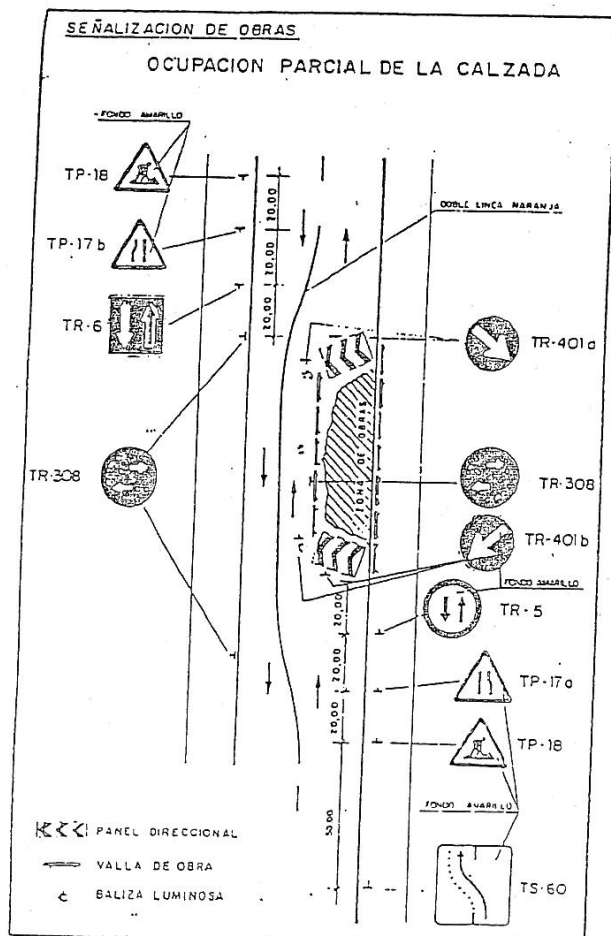 SEÑALIZACION DE OBRAS
OCUPACION PARCIAL DE LA CALZADA
FONDO AMARILLO
TP-18
TP-17b
TR-6
20,00
20,00
20,00
DOBLE LINEA NARANJA
TR-401a
ZONA DE OBRAS
TR-308
TR-308
TR-401b
FONDO AMARILLO
TR-5
20,00
20,00
20,00
TP-17a
TP-18
FONDO AMARILLO
TS-60
PANEL DIRECCIONAL
VALLA DE OBRA
BALIZA LUMINOSA